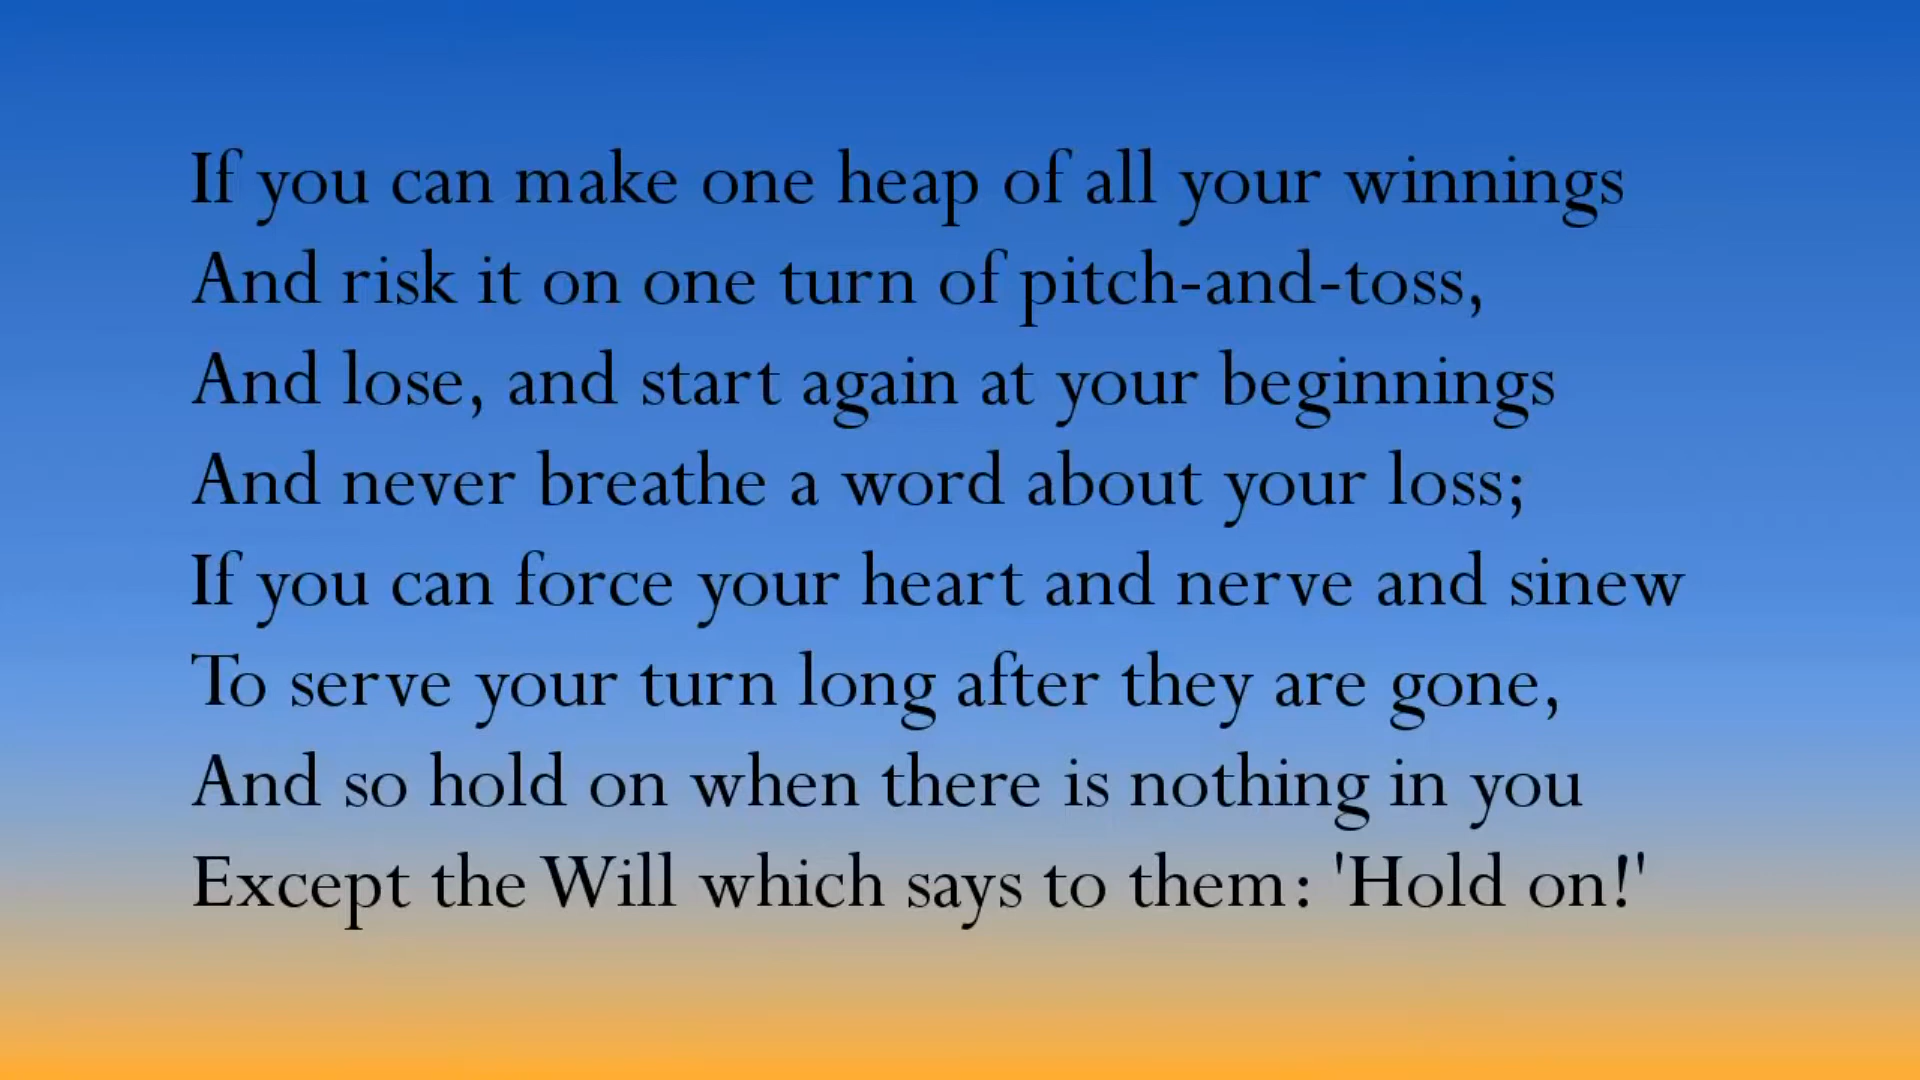 If you can make one heap of all your winnings
And risk it on one turn of pitch-and-toss,
And lose, and start again at your beginnings
And never breathe a word about your loss;
If you can force your heart and nerve and sinew
To serve your turn long after they are gone,
And so hold on when there is nothing in you
Except the Will which says to them: 'Hold on!'